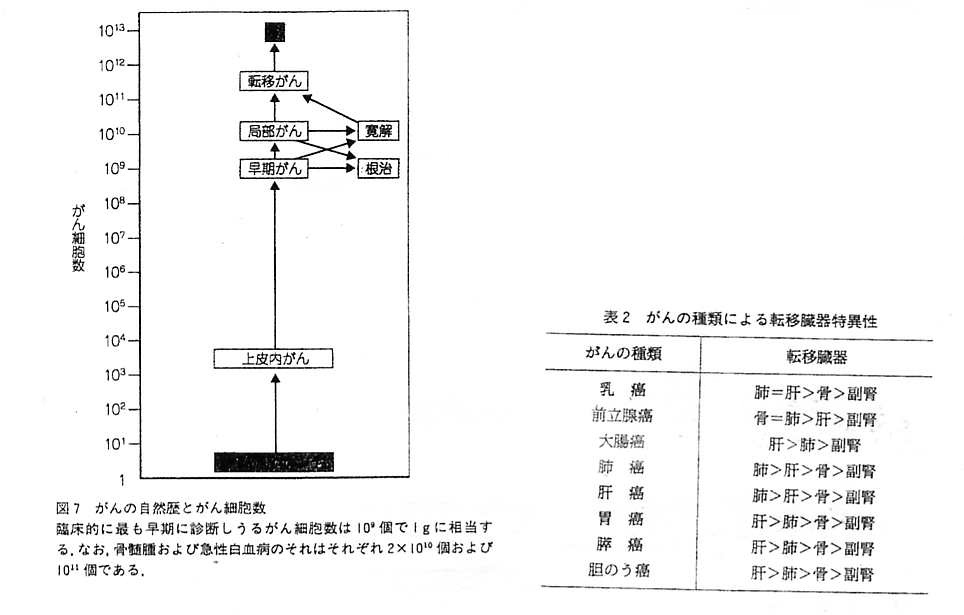 10¹³
10¹²
転移がん
10¹¹
10¹⁰
局部がん
寛解
10⁹
早期がん
根治
10⁸
10⁷
10⁶
10⁵
10⁴
上皮内がん
10³
10²
10¹
1
がん細胞数
図7 がんの自然歴とがん細胞数
臨床的に最も早期に診断しうるがん細胞数は10⁹個で1gに相当す
る．なお，骨髄腫および急性白血病のそれはそれぞれ2×10¹⁰個および
10¹¹個である．
表2 がんの種類による転移臓器特異性
がんの種類 転移臓器
乳 癌 肺＝肝＞骨＞副腎
前立腺癌 骨＝肺＞肝＞副腎
大腸癌 肝＞肺＞副腎
肺 癌 肺＞肝＞骨＞副腎
肝 癌 肺＞肝＞骨＞副腎
胃 癌 肝＞肺＞骨＞副腎
膵 癌 肝＞肺＞骨＞副腎
胆のう癌 肝＞肺＞骨＞副腎